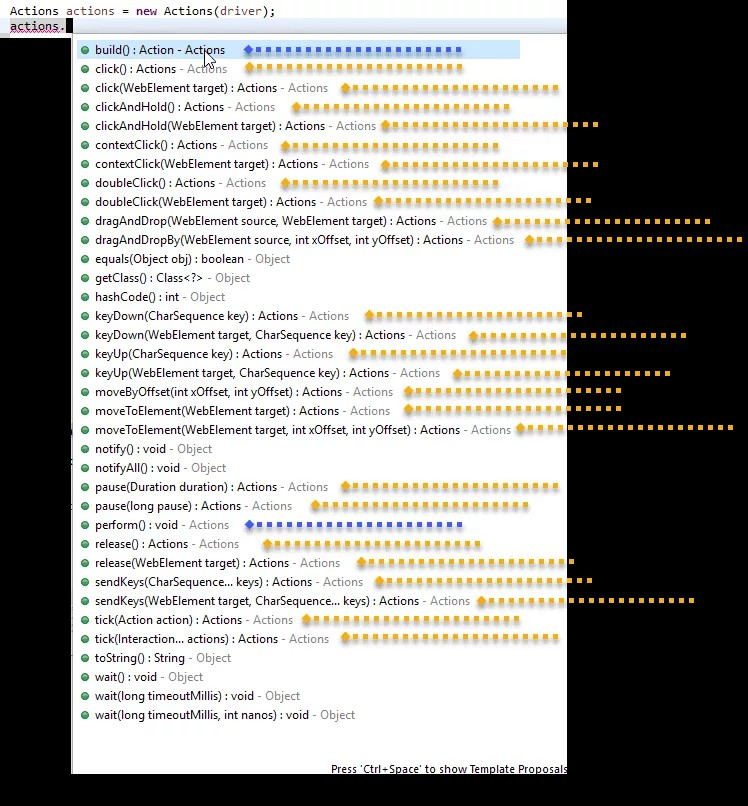 Actions actions = new Actions(driver);
actions.
build() : Action - Actions
click() : Actions - Actions
click(WebElement target) : Actions - Actions
clickAndHold() : Actions - Actions
clickAndHold(WebElement target) : Actions - Actions
contextClick() : Actions - Actions
contextClick(WebElement target) : Actions - Actions
doubleClick() : Actions - Actions
doubleClick(WebElement target) : Actions - Actions
dragAndDrop(WebElement source, WebElement target) : Actions - Actions
dragAndDropBy(WebElement source, int xOffset, int yOffset) : Actions - Actions
equals(Object obj) : boolean - Object
getClass() : Class<?> - Object
hashCode() : int - Object
keyDown(CharSequence key) : Actions - Actions
keyDown(WebElement target, CharSequence key) : Actions - Actions
keyUp(CharSequence key) : Actions - Actions
keyUp(WebElement target, CharSequence key) : Actions - Actions
moveByOffset(int xOffset, int yOffset) : Actions - Actions
moveToElement(WebElement target) : Actions - Actions
moveToElement(WebElement target, int xOffset, int yOffset) : Actions - Actions
notify() : void - Object
notifyAll() : void - Object
pause(Duration duration) : Actions - Actions
pause(long pause) : Actions - Actions
perform() : void - Actions
release() : Actions - Actions
release(WebElement target) : Actions - Actions
sendKeys(CharSequence... keys) : Actions - Actions
sendKeys(WebElement target, CharSequence... keys) : Actions - Actions
tick(Action action) : Actions - Actions
tick(Interaction... actions) : Actions - Actions
toString() : String - Object
wait() : void - Object
wait(long timeoutMillis) : void - Object
wait(long timeoutMillis, int nanos) : void - Object
Press 'Ctrl+Space' to show Template Proposals